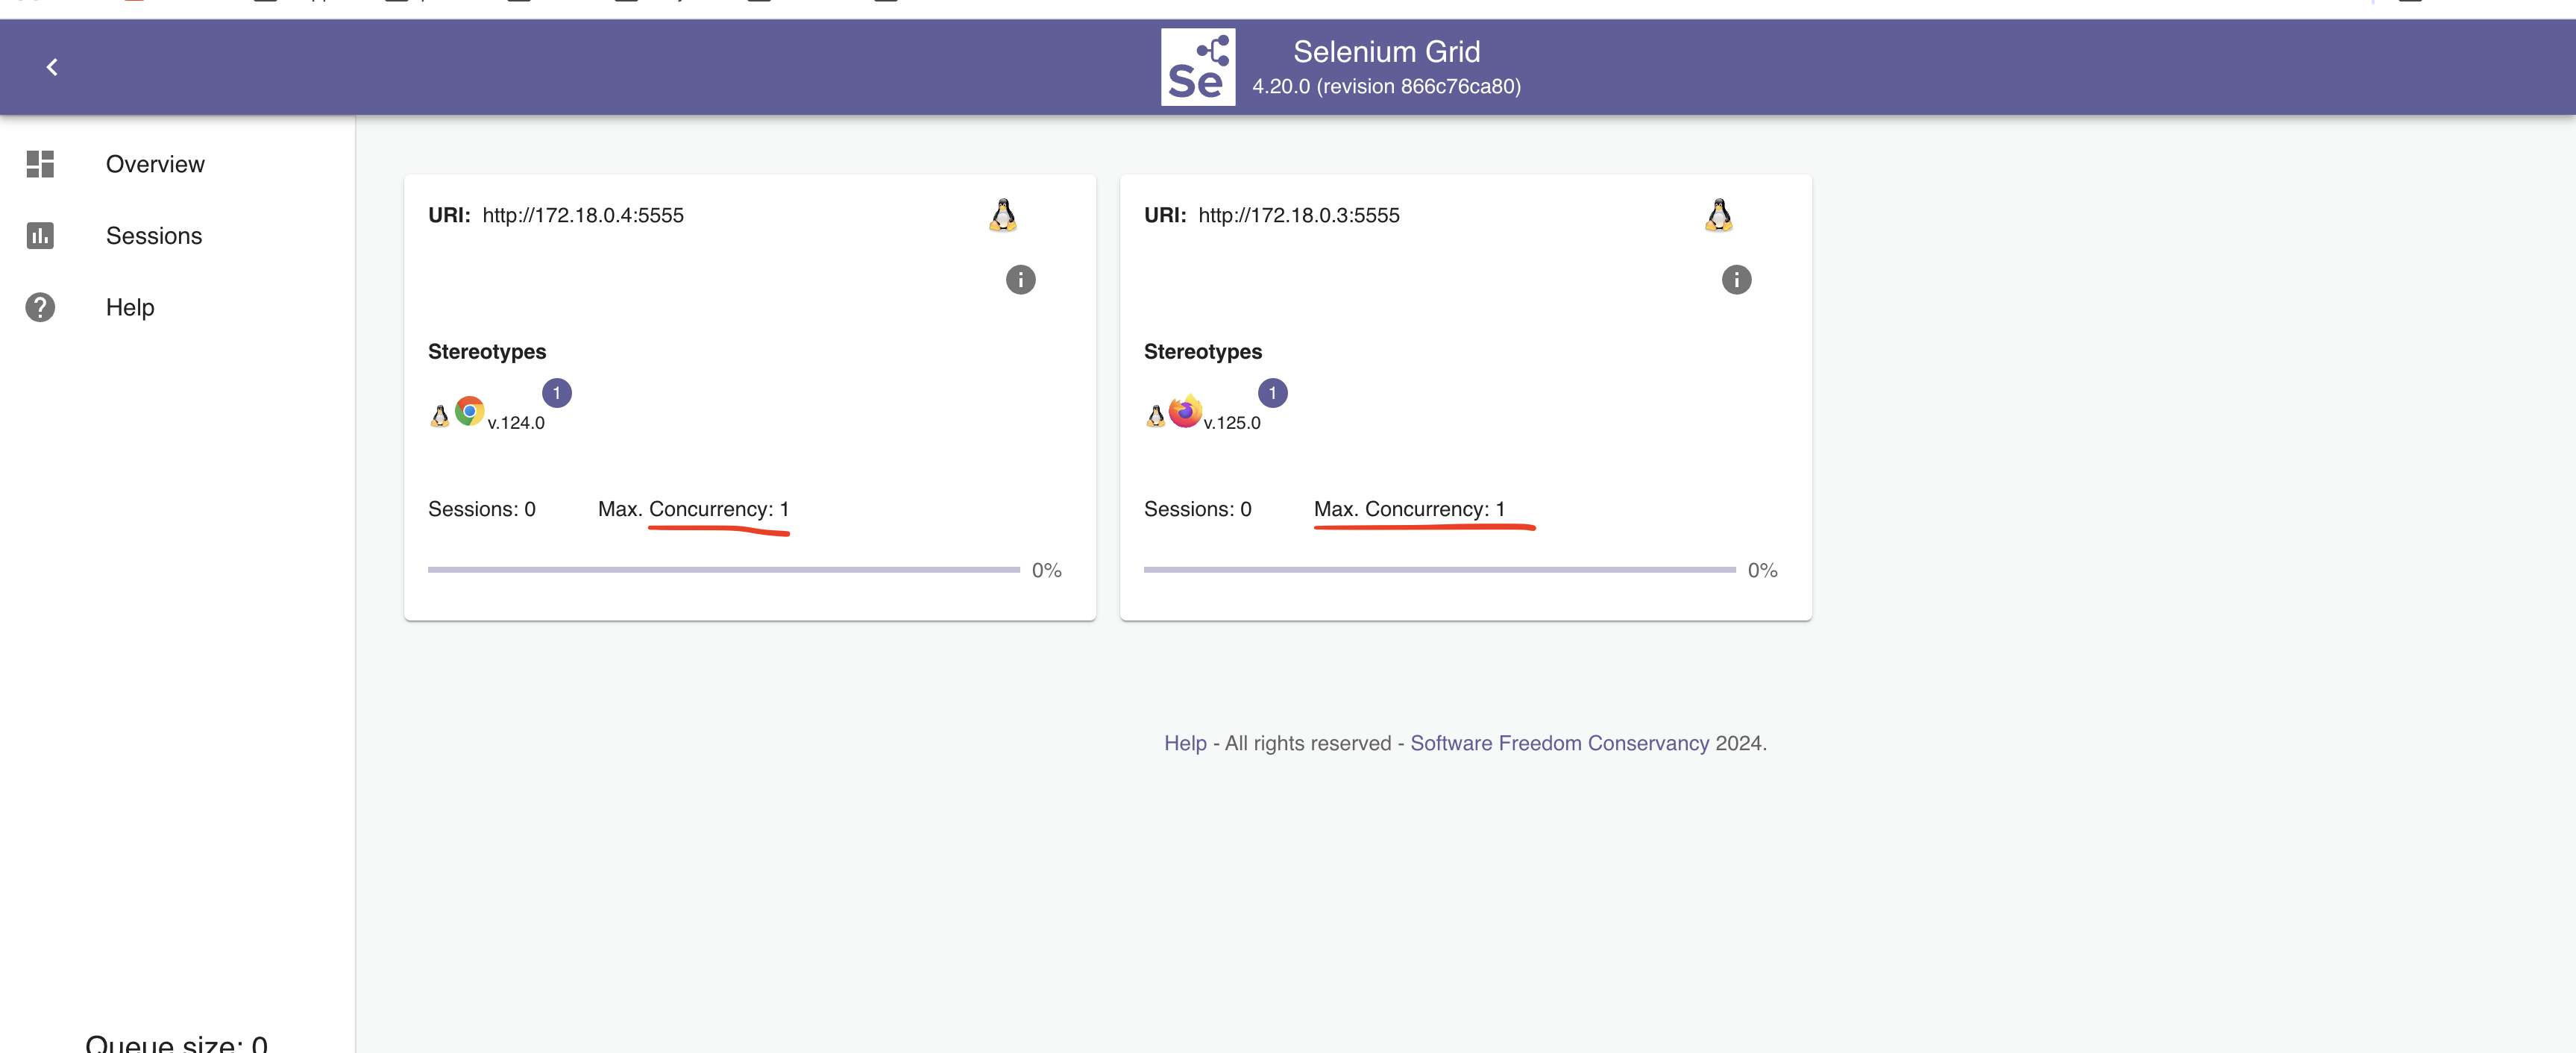 Se
Selenium Grid
4.20.0 (revision 866c76ca80)
Overview
Sessions
Help
URI: http://172.18.0.4:5555
Stereotypes
v.124.0
1
Sessions: 0 Max. Concurrency: 1
0%
URI: http://172.18.0.3:5555
Stereotypes
v.125.0
1
Sessions: 0 Max. Concurrency: 1
0%
Help - All rights reserved - Software Freedom Conservancy 2024.
Queue size: 0